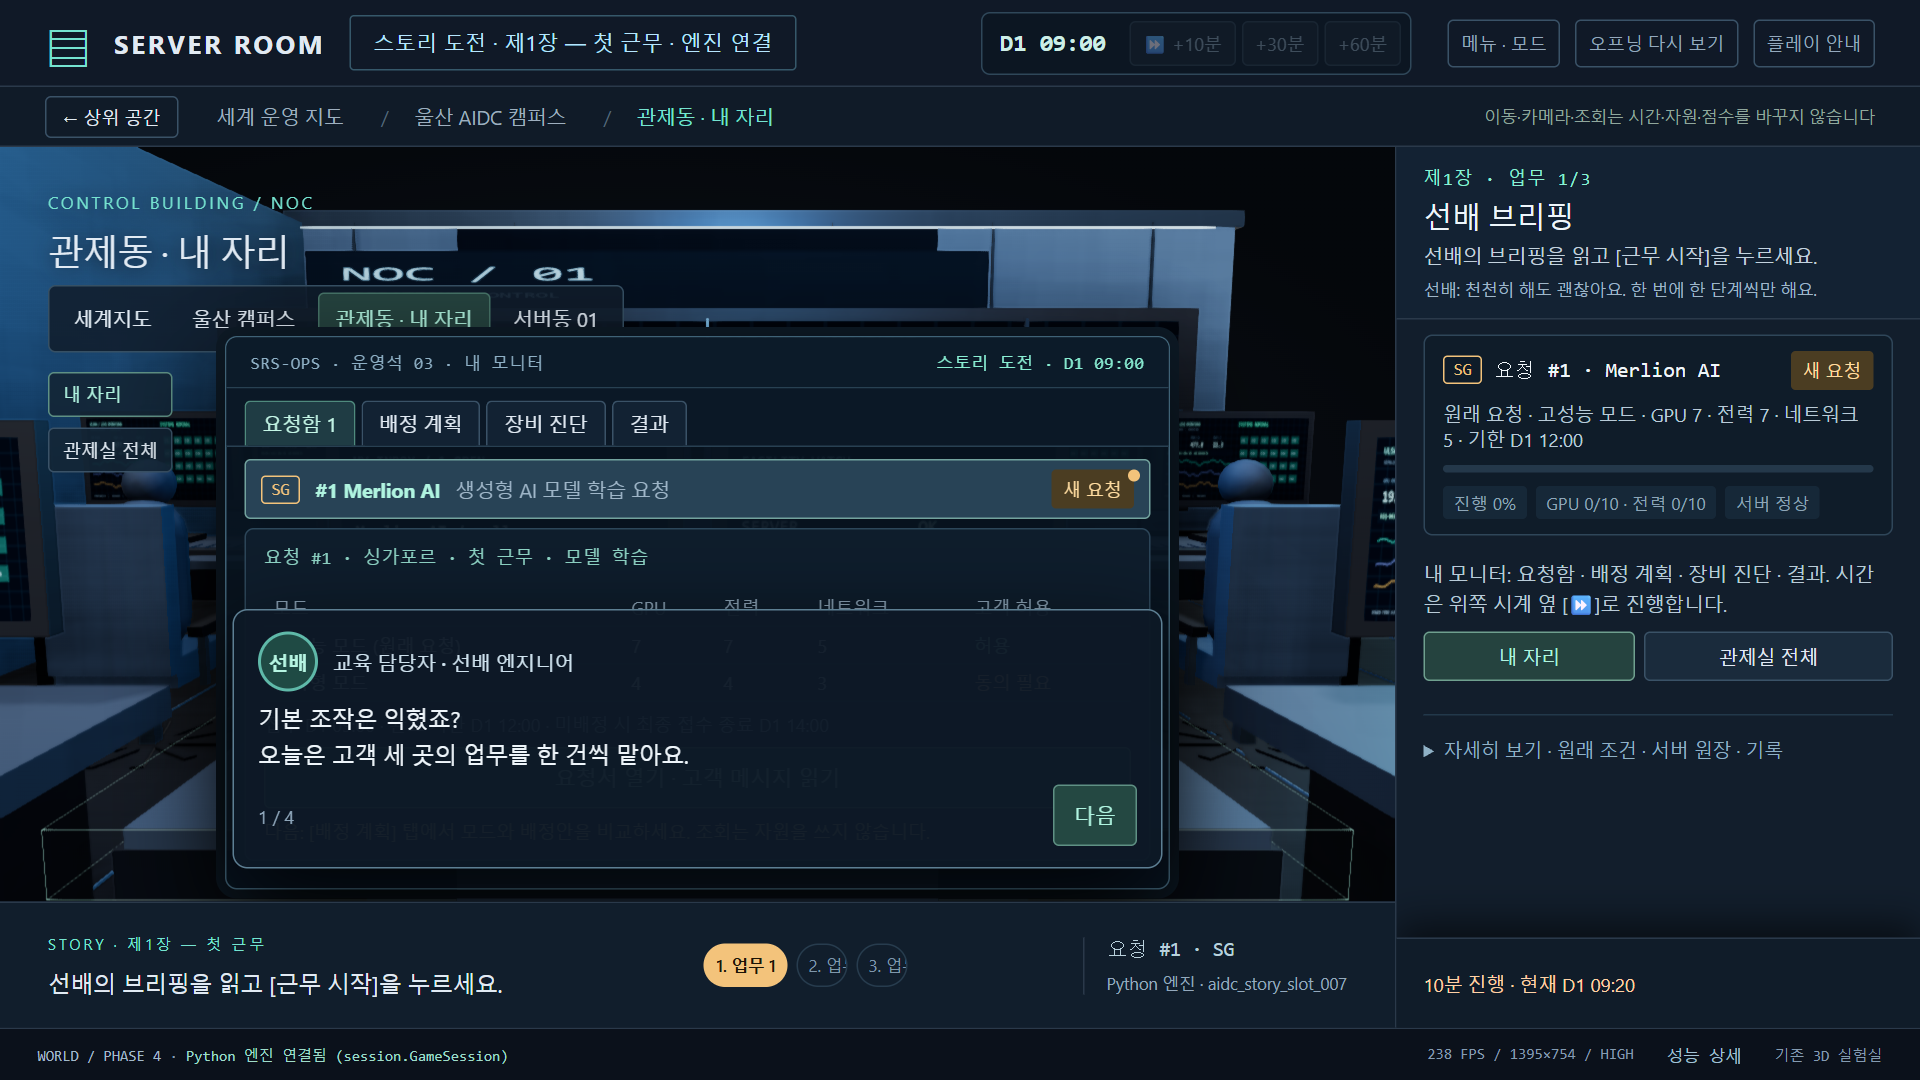 SERVER ROOM
스토리 도전 · 제1장 — 첫 근무 · 엔진 연결
D1 09:00
⏩ +10분
+30분
+60분
메뉴 · 모드
오프닝 다시 보기
플레이 안내
← 상위 공간
세계 운영 지도 / 울산 AIDC 캠퍼스 / 관제동 · 내 자리
이동·카메라·조회는 시간·자원·점수를 바꾸지 않습니다
CONTROL BUILDING / NOC
관제동 · 내 자리
NOC / 01
세계지도
울산 캠퍼스
관제동 · 내 자리
서버동 01
내 자리
관제실 전체
SRS-OPS · 운영석 03 · 내 모니터
스토리 도전 · D1 09:00
요청함 1
배정 계획
장비 진단
결과
SG #1 Merlion AI 생성형 AI 모델 학습 요청
새 요청
요청 #1 · 싱가포르 · 첫 근무 · 모델 학습
모드 GPU 전력 네트워크 고객 허용
선배 교육 담당자 · 선배 엔지니어
기본 조작은 익혔죠?
오늘은 고객 세 곳의 업무를 한 건씩 맡아요.
1 / 4
다음
제1장 · 업무 1/3
선배 브리핑
선배의 브리핑을 읽고 [근무 시작]을 누르세요.
선배: 천천히 해도 괜찮아요. 한 번에 한 단계씩만 해요.
SG 요청 #1 · Merlion AI
새 요청
원래 요청 · 고성능 모드 · GPU 7 · 전력 7 · 네트워크
5 · 기한 D1 12:00
진행 0%
GPU 0/10 · 전력 0/10
서버 정상
내 모니터: 요청함 · 배정 계획 · 장비 진단 · 결과. 시간
은 위쪽 시계 옆 [⏩]로 진행합니다.
내 자리
관제실 전체
▶ 자세히 보기 · 원래 조건 · 서버 원장 · 기록
STORY · 제1장 — 첫 근무
선배의 브리핑을 읽고 [근무 시작]을 누르세요.
1. 업무 1
2. 업
3. 업
요청 #1 · SG
Python 엔진 · aidc_story_slot_007
10분 진행 · 현재 D1 09:20
WORLD / PHASE 4 · Python 엔진 연결됨 (session.GameSession)
238 FPS / 1395×754 / HIGH
성능 상세
기존 3D 실험실